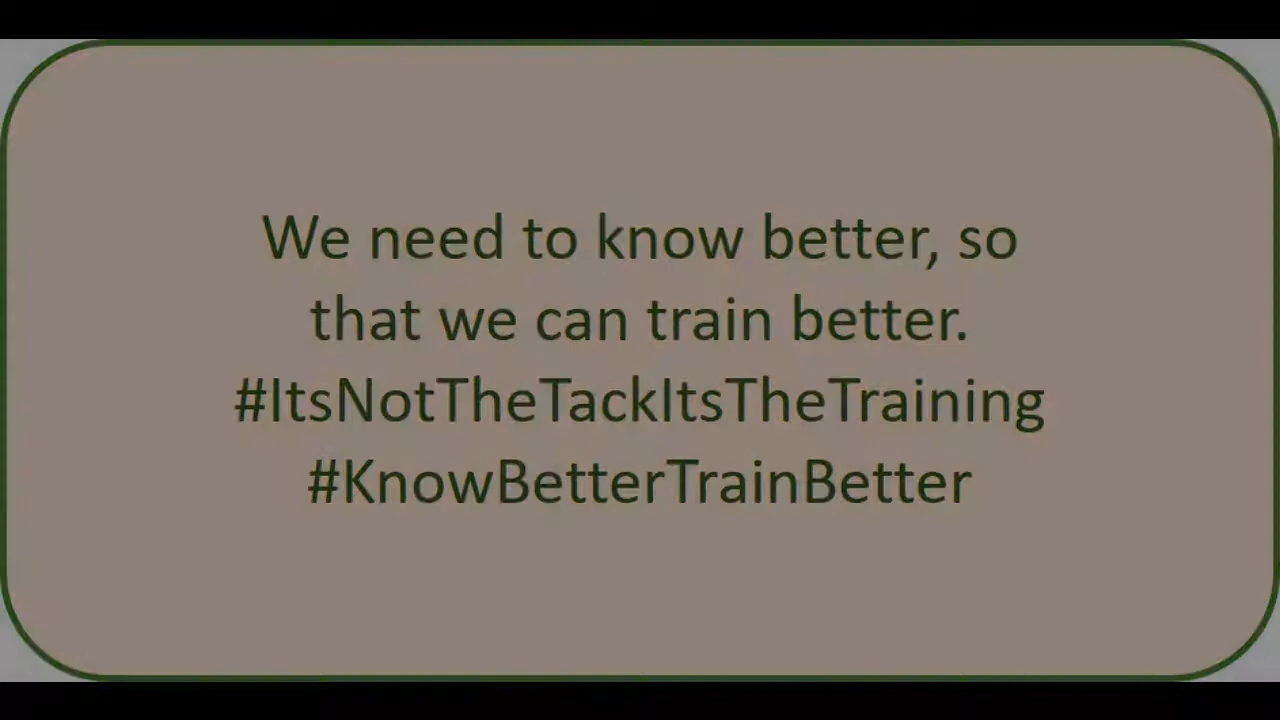 We need to know better, so
that we can train better.
#ItsNotTheTackItsTheTraining
#KnowBetterTrainBetter